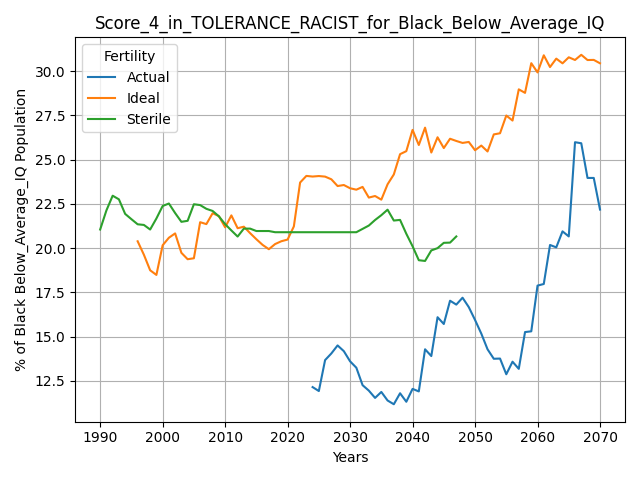 Score_4_in_TOLERANCE_RACIST_for_Black_Below_Average_IQ
Fertility
Actual
Ideal
Sterile
% of Black Below_Average_IQ Population
30.0
27.5
25.0
22.5
20.0
17.5
15.0
12.5
1990 2000 2010 2020 2030 2040 2050 2060 2070
Years